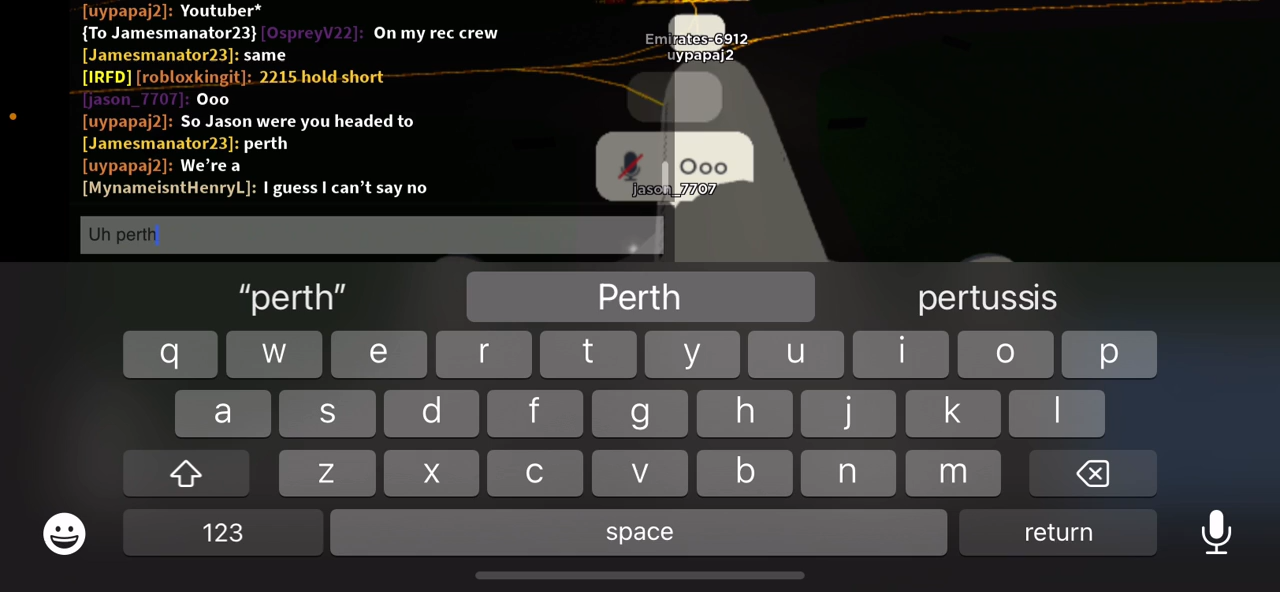 [uypapaj2]: Youtuber*
{To Jamesmanator23} [OspreyV22]: On my rec crew
[Jamesmanator23]: same
[IRFD] [robloxkingit]: 2215 hold short
[jason_7707]: Ooo
[uypapaj2]: So Jason were you headed to
[Jamesmanator23]: perth
[uypapaj2]: We’re a
[MynameisntHenryL]: I guess I can’t say no
Emirates-6912
uypapaj2
Ooo
jason_7707
Uh perth
“perth” Perth pertussis
q w e r t y u i o p
a s d f g h j k l
z x c v b n m
123 space return